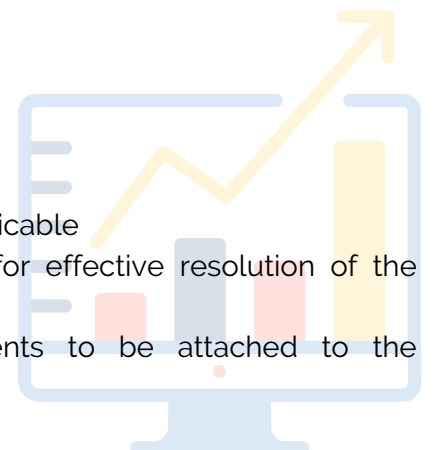 icable
for effective resolution of the
ents to be attached to the